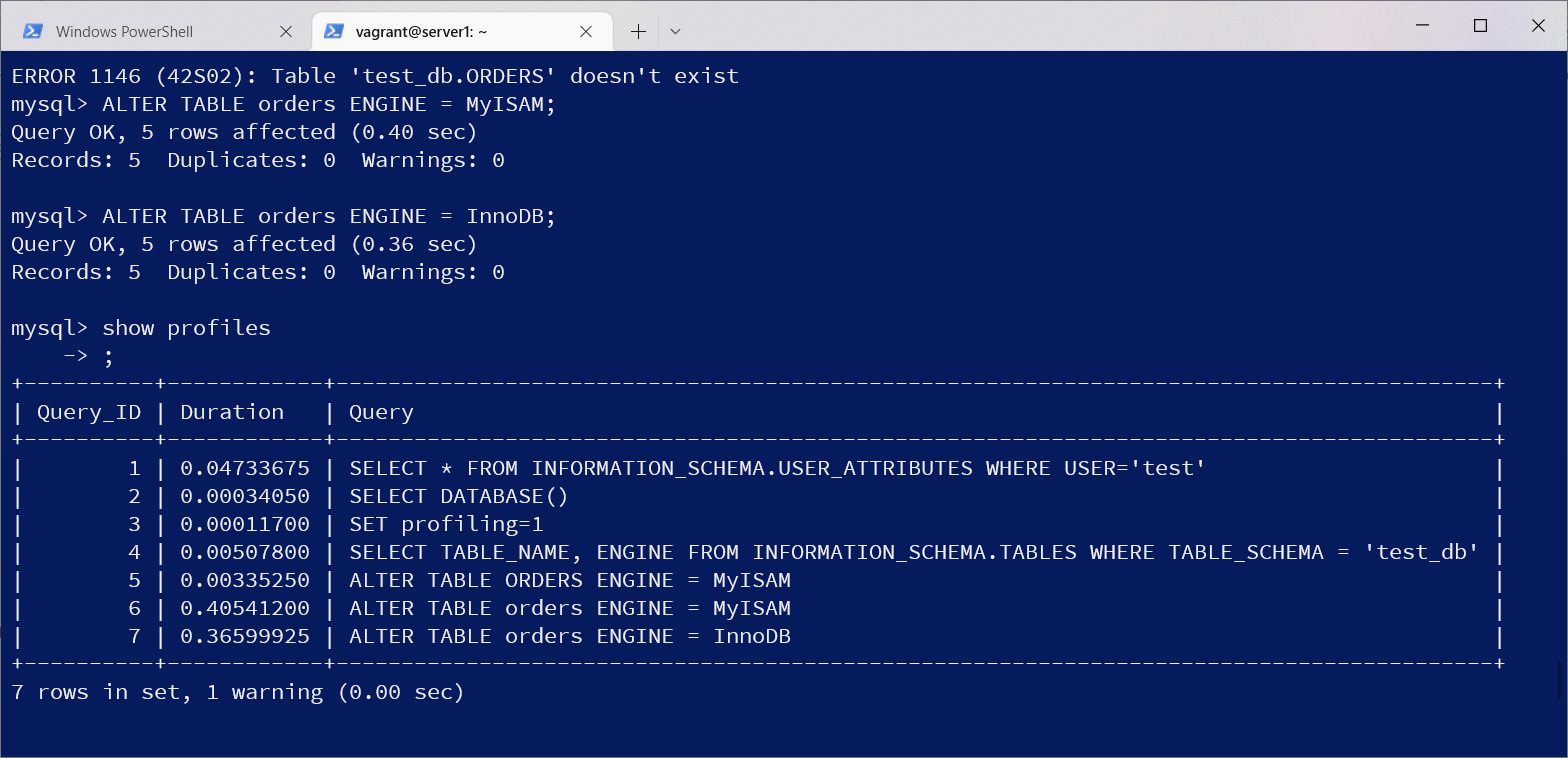 Windows PowerShell
vagrant@server1: ~
ERROR 1146 (42S02): Table 'test_db.ORDERS' doesn't exist
mysql> ALTER TABLE orders ENGINE = MyISAM;
Query OK, 5 rows affected (0.40 sec)
Records: 5  Duplicates: 0  Warnings: 0
mysql> ALTER TABLE orders ENGINE = InnoDB;
Query OK, 5 rows affected (0.36 sec)
Records: 5  Duplicates: 0  Warnings: 0
mysql> show profiles
    -> ;
+----------+------------+-----------------------------------------------------------------------------------------+
| Query_ID | Duration   | Query                                                                                   |
+----------+------------+-----------------------------------------------------------------------------------------+
|        1 | 0.04733675 | SELECT * FROM INFORMATION_SCHEMA.USER_ATTRIBUTES WHERE USER='test'                      |
|        2 | 0.00034050 | SELECT DATABASE()                                                                       |
|        3 | 0.00011700 | SET profiling=1                                                                         |
|        4 | 0.00507800 | SELECT TABLE_NAME, ENGINE FROM INFORMATION_SCHEMA.TABLES WHERE TABLE_SCHEMA = 'test_db' |
|        5 | 0.00335250 | ALTER TABLE ORDERS ENGINE = MyISAM                                                      |
|        6 | 0.40541200 | ALTER TABLE orders ENGINE = MyISAM                                                      |
|        7 | 0.36599925 | ALTER TABLE orders ENGINE = InnoDB                                                      |
+----------+------------+-----------------------------------------------------------------------------------------+
7 rows in set, 1 warning (0.00 sec)